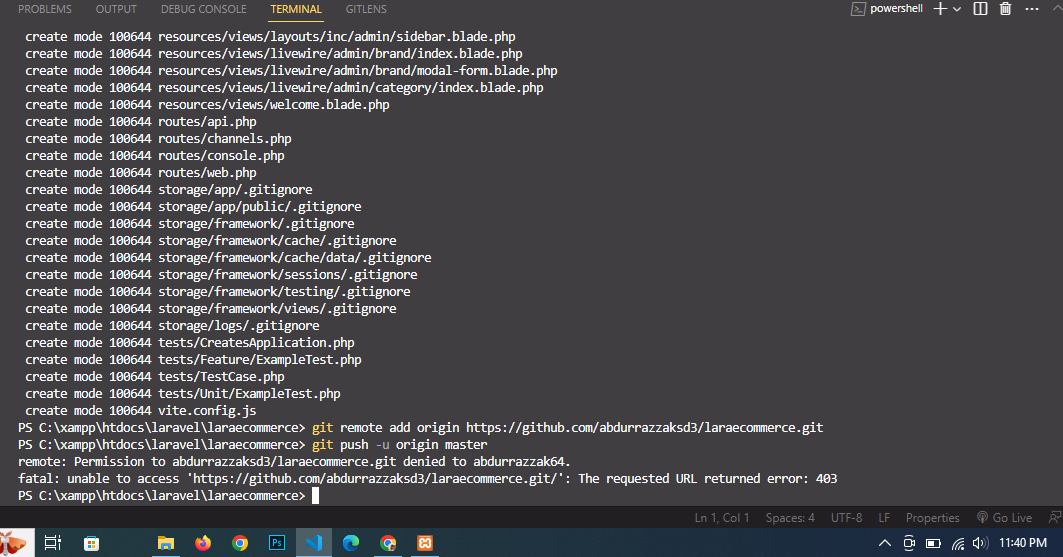 PROBLEMS OUTPUT DEBUG CONSOLE TERMINAL GITLENS powershell
create mode 100644 resources/views/layouts/inc/admin/sidebar.blade.php
create mode 100644 resources/views/livewire/admin/brand/index.blade.php
create mode 100644 resources/views/livewire/admin/brand/modal-form.blade.php
create mode 100644 resources/views/livewire/admin/category/index.blade.php
create mode 100644 resources/views/welcome.blade.php
create mode 100644 routes/api.php
create mode 100644 routes/channels.php
create mode 100644 routes/console.php
create mode 100644 routes/web.php
create mode 100644 storage/app/.gitignore
create mode 100644 storage/app/public/.gitignore
create mode 100644 storage/framework/.gitignore
create mode 100644 storage/framework/cache/.gitignore
create mode 100644 storage/framework/cache/data/.gitignore
create mode 100644 storage/framework/sessions/.gitignore
create mode 100644 storage/framework/testing/.gitignore
create mode 100644 storage/framework/views/.gitignore
create mode 100644 storage/logs/.gitignore
create mode 100644 tests/CreatesApplication.php
create mode 100644 tests/Feature/ExampleTest.php
create mode 100644 tests/TestCase.php
create mode 100644 tests/Unit/ExampleTest.php
create mode 100644 vite.config.js
PS C:\xampp\htdocs\laravel\laraecommerce> git remote add origin https://github.com/abdurrazzaksd3/laraecommerce.git
PS C:\xampp\htdocs\laravel\laraecommerce> git push -u origin master
remote: Permission to abdurrazzaksd3/laraecommerce.git denied to abdurrazzak64.
fatal: unable to access 'https://github.com/abdurrazzaksd3/laraecommerce.git/': The requested URL returned error: 403
PS C:\xampp\htdocs\laravel\laraecommerce>
Ln 1, Col 1 Spaces: 4 UTF-8 LF Properties Go Live
Ps 11:40 PM